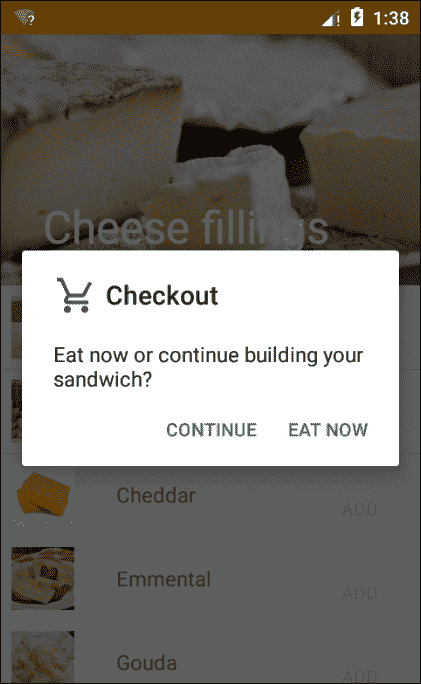 1:38
Cheese fillings
Checkout
Eat now or continue building your
sandwich?
CONTINUE EAT NOW
Cheddar
ADD
Emmental
ADD
Gouda
ADD